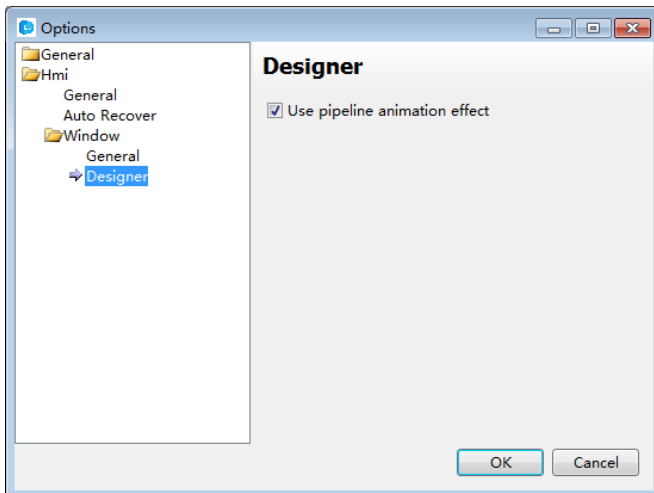 Options
General
Hmi
General
Auto Recover
Window
General
Designer
Designer
Use pipeline animation effect
OK
Cancel